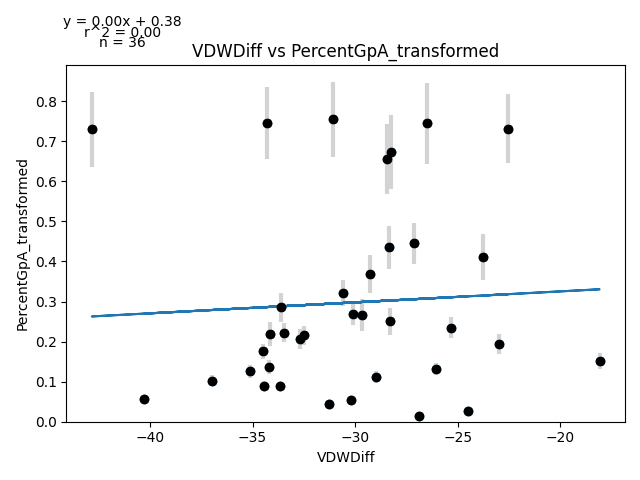 y = 0.00x + 0.38
r^2 = 0.00
n = 36
VDWDiff vs PercentGpA_transformed
PercentGpA_transformed
0.8
0.7
0.6
0.5
0.4
0.3
0.2
0.1
0.0
−40
−35
−30
−25
−20
VDWDiff